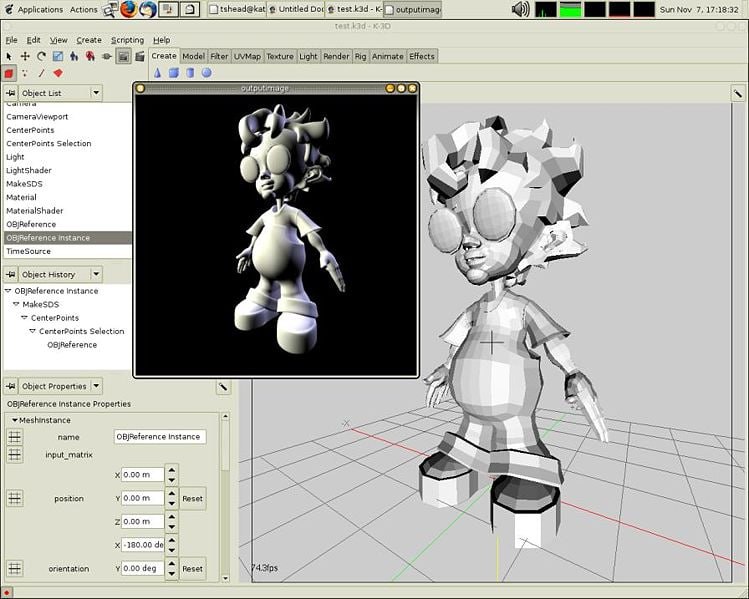 Applications Actions
tshead@kat
Untitled Doc
test.k3d - K-
outputimag
Sun Nov 7, 17:18:32
test.k3d - K-3D
File Edit View Create Scripting Help
Create Model Filter UVMap Texture Light Render Rig Animate Effects
Object List
Camera
CameraViewport
CenterPoints
CenterPoints Selection
Light
LightShader
MakeSDS
Material
MaterialShader
OBJReference
OBJReference Instance
TimeSource
outputimage
Object History
OBJReference Instance
MakeSDS
CenterPoints
CenterPoints Selection
OBJReference
Object Properties
OBJReference Instance Properties
MeshInstance
name OBJReference Instance
input_matrix
X 0.00 m
position Y 0.00 m Reset
Z 0.00 m
X -180.00 de
orientation Y 0.00 deg Reset
-X
74.3fps